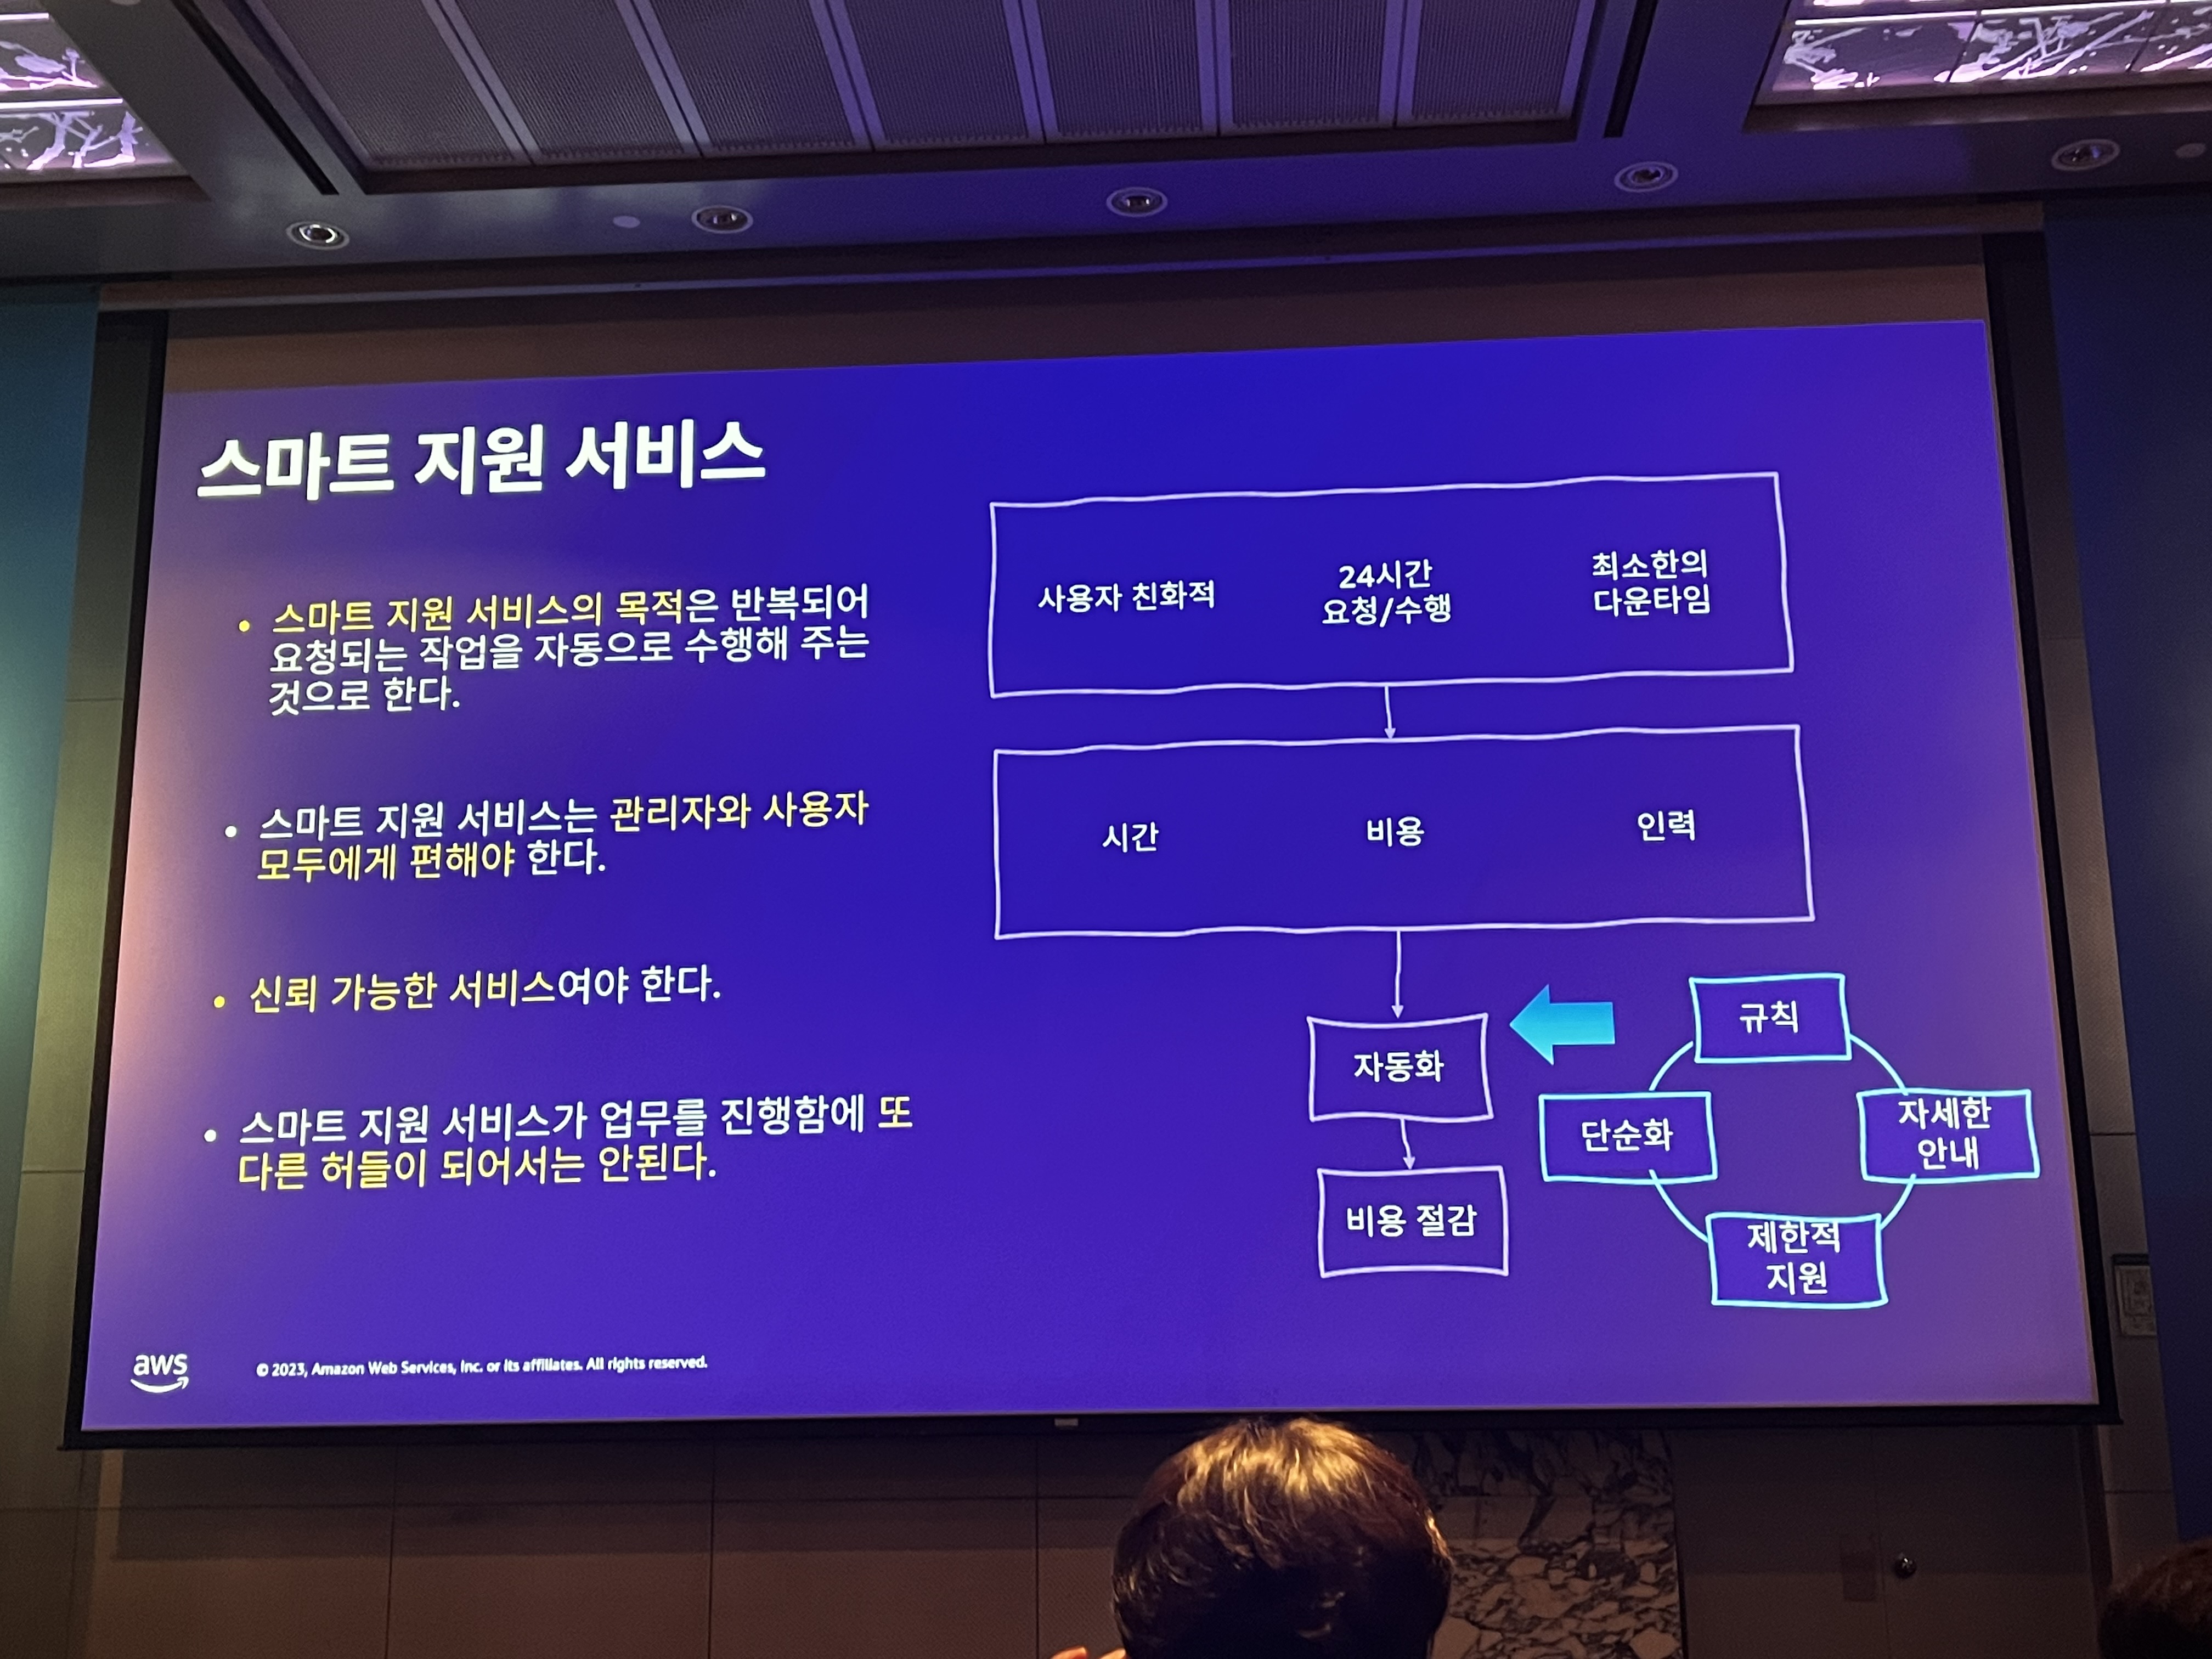 스마트 지원 서비스
• 스마트 지원 서비스의 목적은 반복되어
요청되는 작업을 자동으로 수행해 주는
것으로 한다.
• 스마트 지원 서비스는 관리자와 사용자
모두에게 편해야 한다.
• 신뢰 가능한 서비스여야 한다.
• 스마트 지원 서비스가 업무를 진행함에 또
다른 허들이 되어서는 안된다.
사용자 친화적
24시간
요청/수행
최소한의
다운타임
시간
비용
인력
자동화
비용 절감
규칙
단순화
자세한
안내
제한적
지원
aws
© 2023, Amazon Web Services, Inc. or its affiliates. All rights reserved.